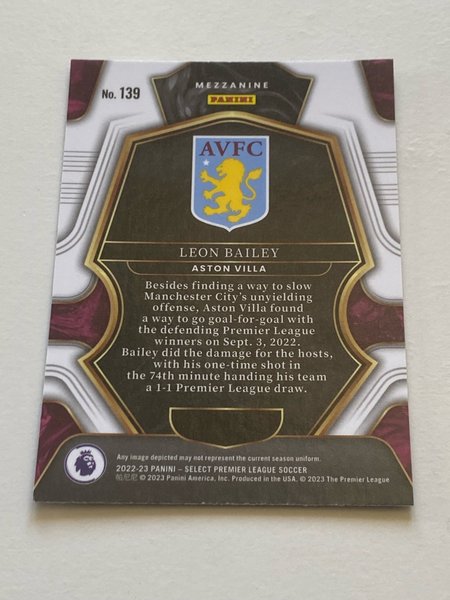 MEZZANINE
No. 139
PANINI
AVFC
LEON BAILEY
ASTON VILLA
Besides finding a way to slow
Manchester City's unyielding
offense, Aston Villa found
a way to go goal-for-goal with
the defending Premier League
winners on Sept. 3, 2022.
Bailey did the damage for the hosts,
with his one-time shot in
the 74th minute handing his team
a 1-1 Premier League draw.
Any image depicted may not represent the current season uniform.
2022-23 PANINI – SELECT PREMIER LEAGUE SOCCER
帕尼尼 © 2023 Panini America, Inc. Produced in the USA. © 2023 The Premier League